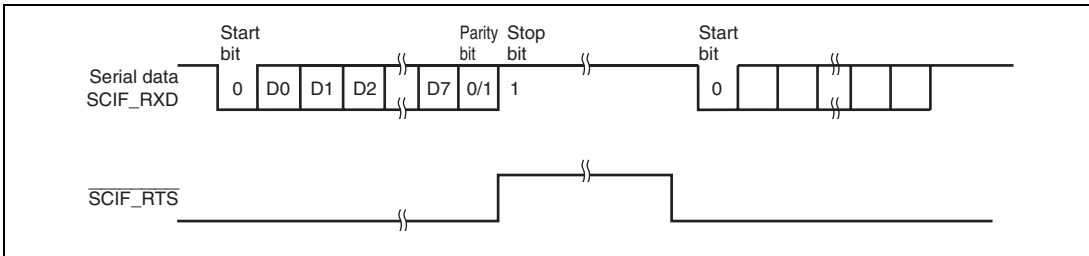 Start bit
Parity bit
Stop bit
Start bit
Serial data
SCIF_RXD
0 D0 D1 D2 D7 0/1 1 0
SCIF_RTS